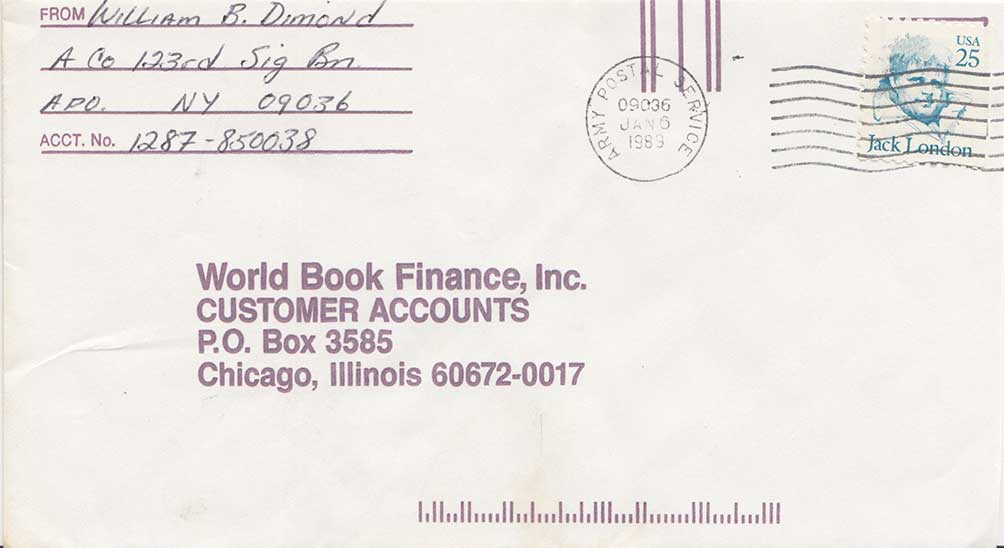 FROM William B. Dimond
A Co 123rd Sig Bn.
APO. NY 09036
ACCT. No. 1287-850038
ARMY POSTAL SERVICE
09036
JAN 6
1989
USA
25
Jack London
World Book Finance, Inc.
CUSTOMER ACCOUNTS
P.O. Box 3585
Chicago, Illinois 60672-0017